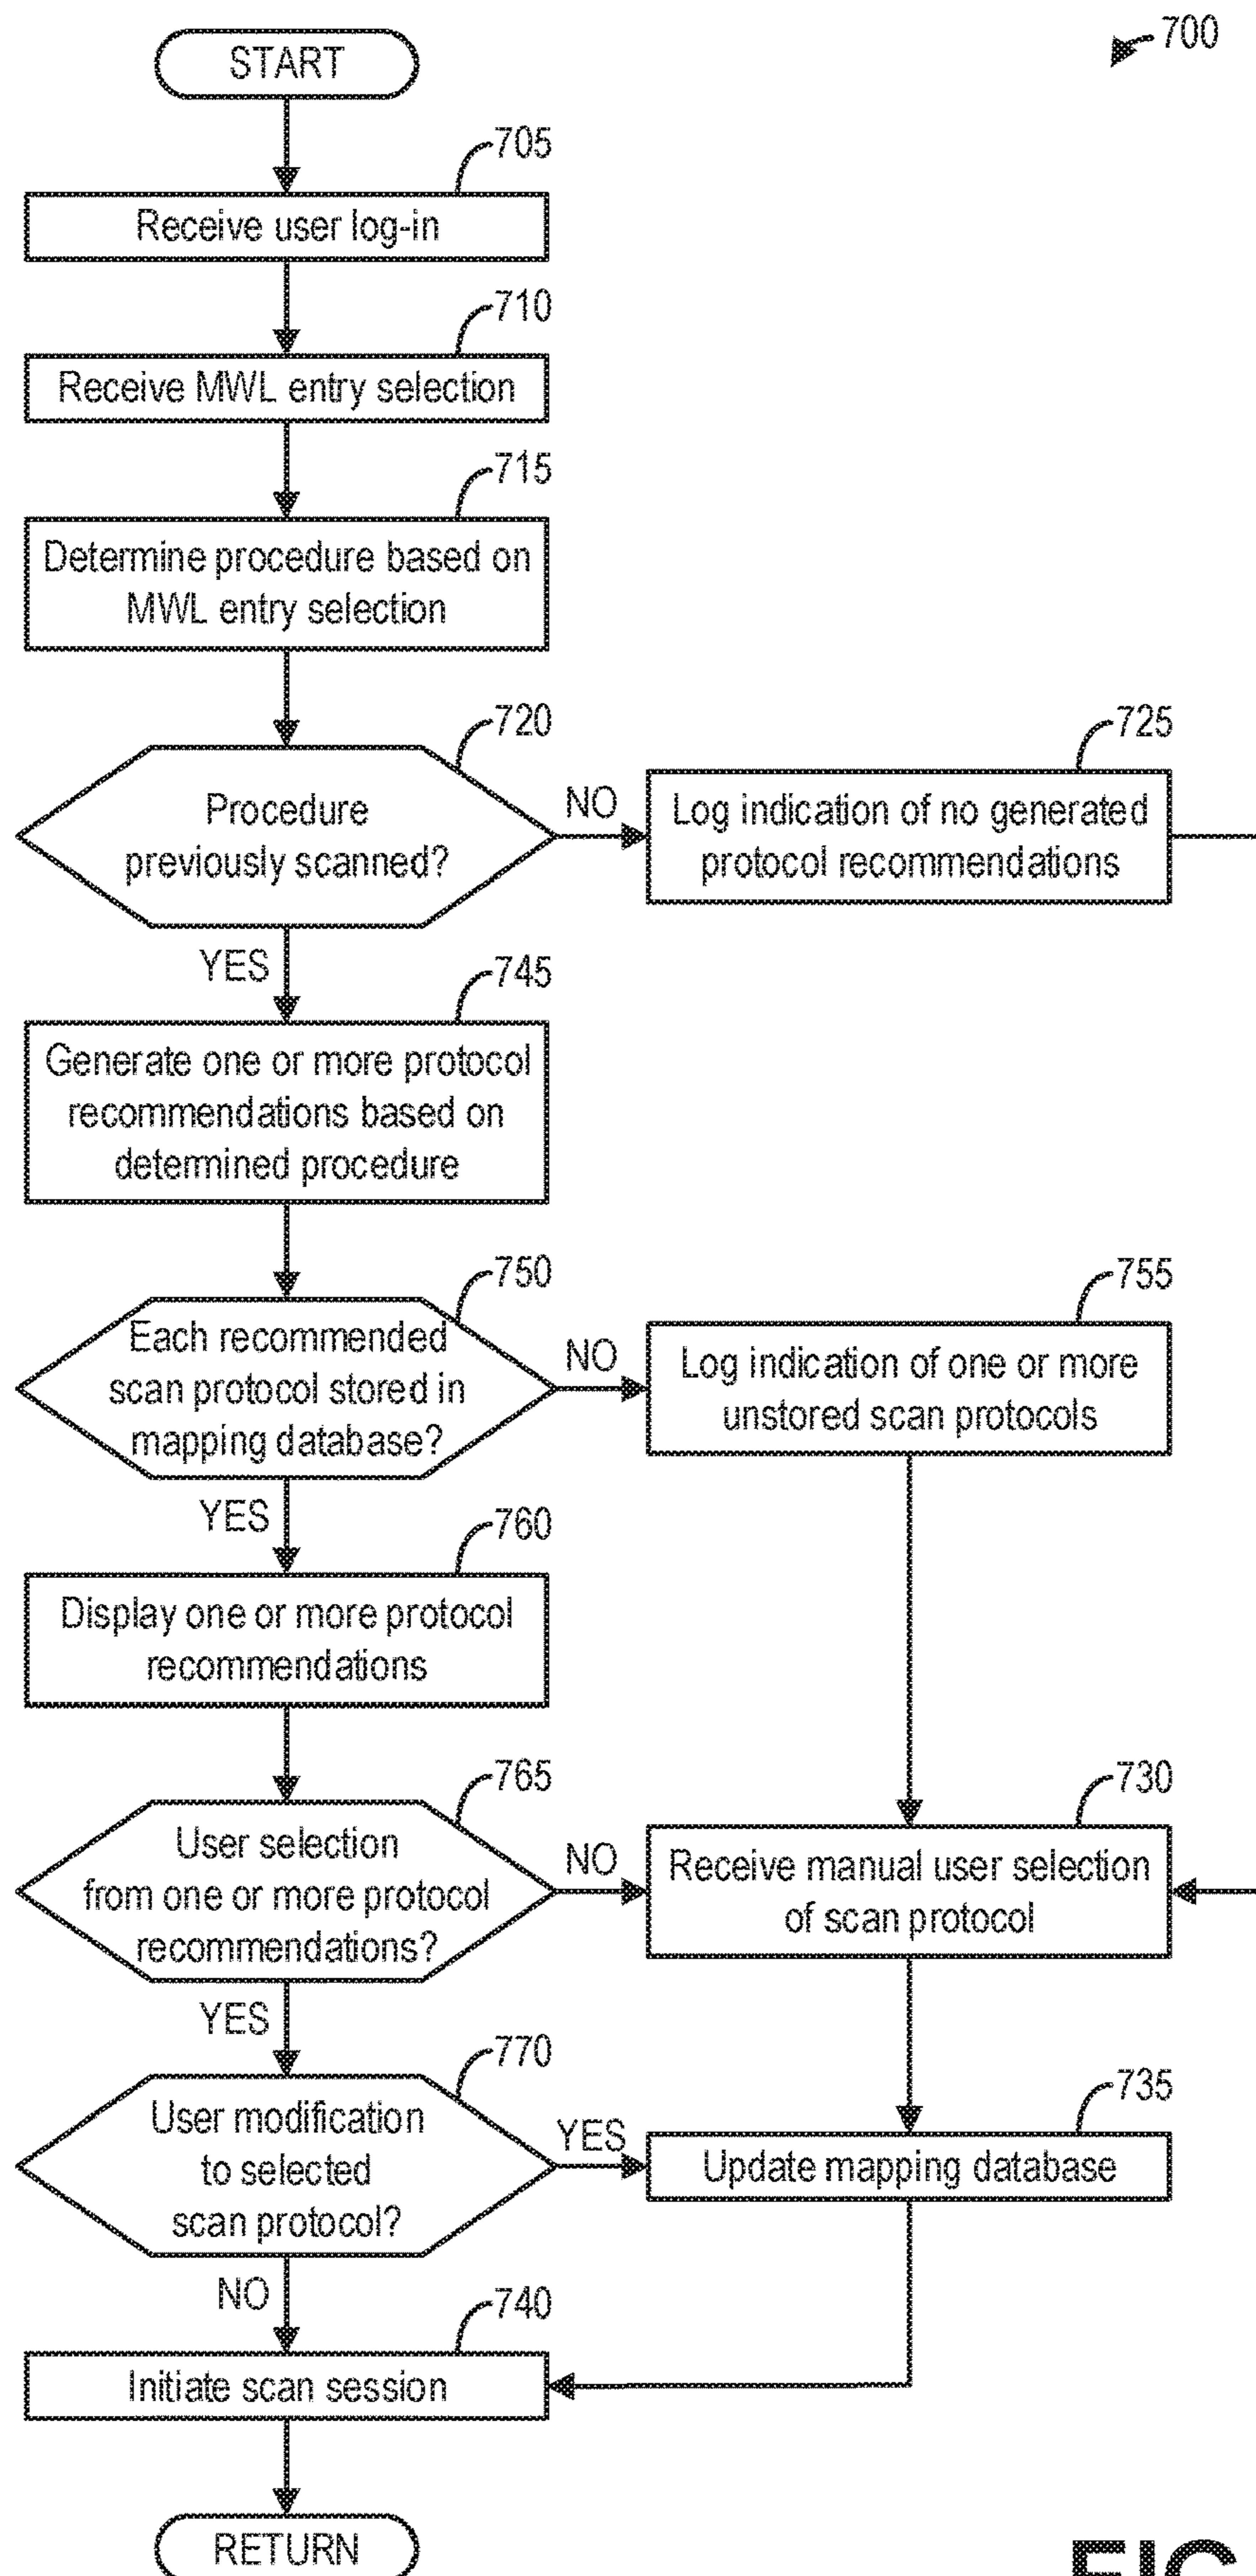 700
START
705
Receive user log-in
710
Receive MWL entry selection
715
Determine procedure based on
MWL entry selection
720
Procedure
previously scanned?
NO
725
Log indication of no generated
protocol recommendations
YES
745
Generate one or more protocol
recommendations based on
determined procedure
750
Each recommended
scan protocol stored in
mapping database?
NO
755
Log indication of one or more
unstored scan protocols
YES
760
Display one or more protocol
recommendations
765
User selection
from one or more protocol
recommendations?
NO
730
Receive manual user selection
of scan protocol
YES
770
User modification
to selected
scan protocol?
YES
735
Update mapping database
NO
740
Initiate scan session
RETURN